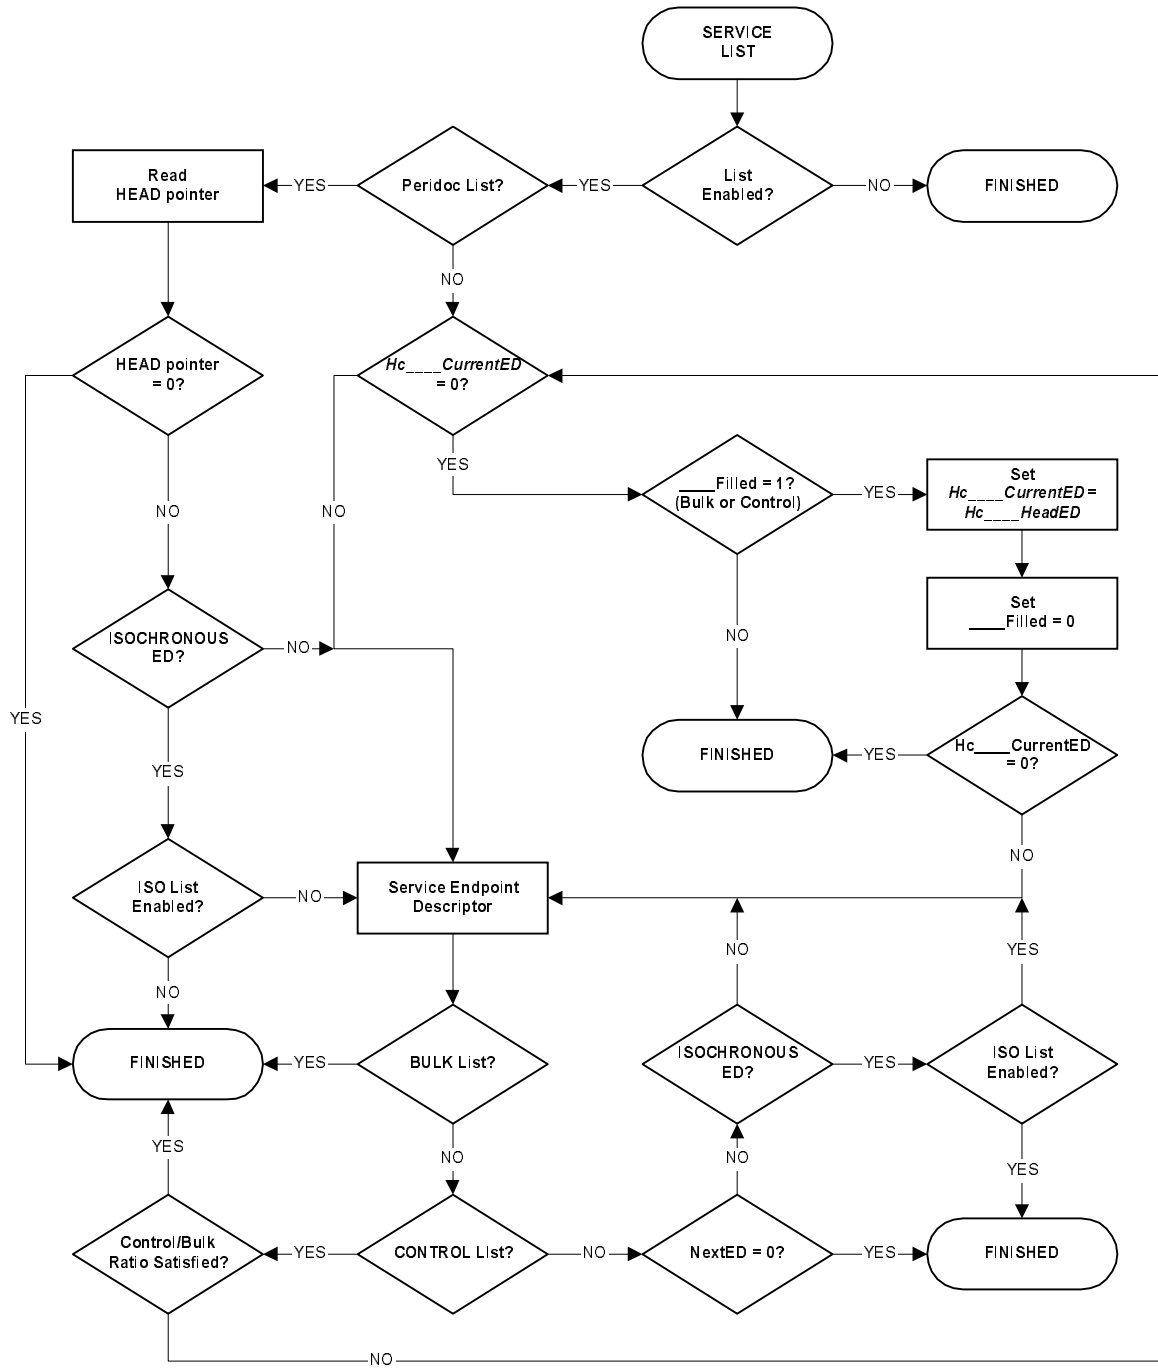 SERVICE
LIST
Read
HEAD pointer
YES
Peridoc List?
YES
List
Enabled?
NO
FINISHED
NO
HEAD pointer
= 0?
Hc____CurrentED
= 0?
YES
____Filled = 1?
(Bulk or Control)
YES
Set
Hc____CurrentED =
Hc____HeadED
NO
NO
Set
____Filled = 0
ISOCHRONOUS
ED?
NO
NO
YES
FINISHED
YES
Hc____CurrentED
= 0?
YES
NO
ISO List
Enabled?
NO
Service Endpoint
Descriptor
NO
YES
NO
FINISHED
YES
BULK List?
ISOCHRONOUS
ED?
YES
ISO List
Enabled?
YES
NO
NO
YES
Control/Bulk
Ratio Satisfied?
YES
CONTROL LIst?
NO
NextED = 0?
YES
FINISHED
NO